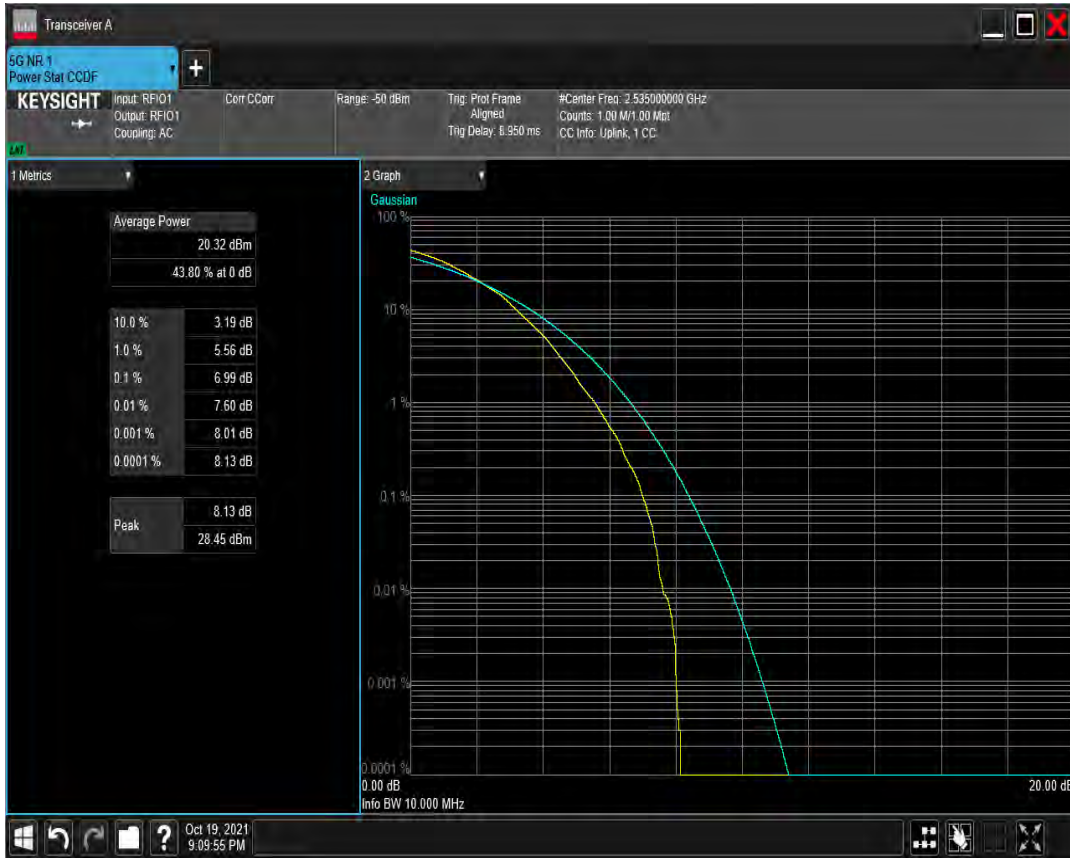 Transceiver A
5G NR 1
Power Stat CCDF
+
KEYSIGHT
Input: RFIO1
Output: RFIO1
Coupling: AC
Corr CCorr
Range: -50 dBm
Trig: Prot Frame
Aligned
Trig Delay: 8.950 ms
#Center Freq: 2.535000000 GHz
Counts: 1.00 M/1.00 Mpt
CC Info: Uplink, 1 CC
LXT
1 Metrics
Average Power
20.32 dBm
43.80 % at 0 dB
10.0 % 3.19 dB
1.0 % 5.56 dB
0.1 % 6.99 dB
0.01 % 7.60 dB
0.001 % 8.01 dB
0.0001 % 8.13 dB
Peak 8.13 dB
28.45 dBm
2 Graph
Gaussian
100 %
10 %
1 %
0.1 %
0.01 %
0.001 %
0.0001 %
0.00 dB 20.00 dB
Info BW 10.000 MHz
? Oct 19, 2021
9:09:55 PM